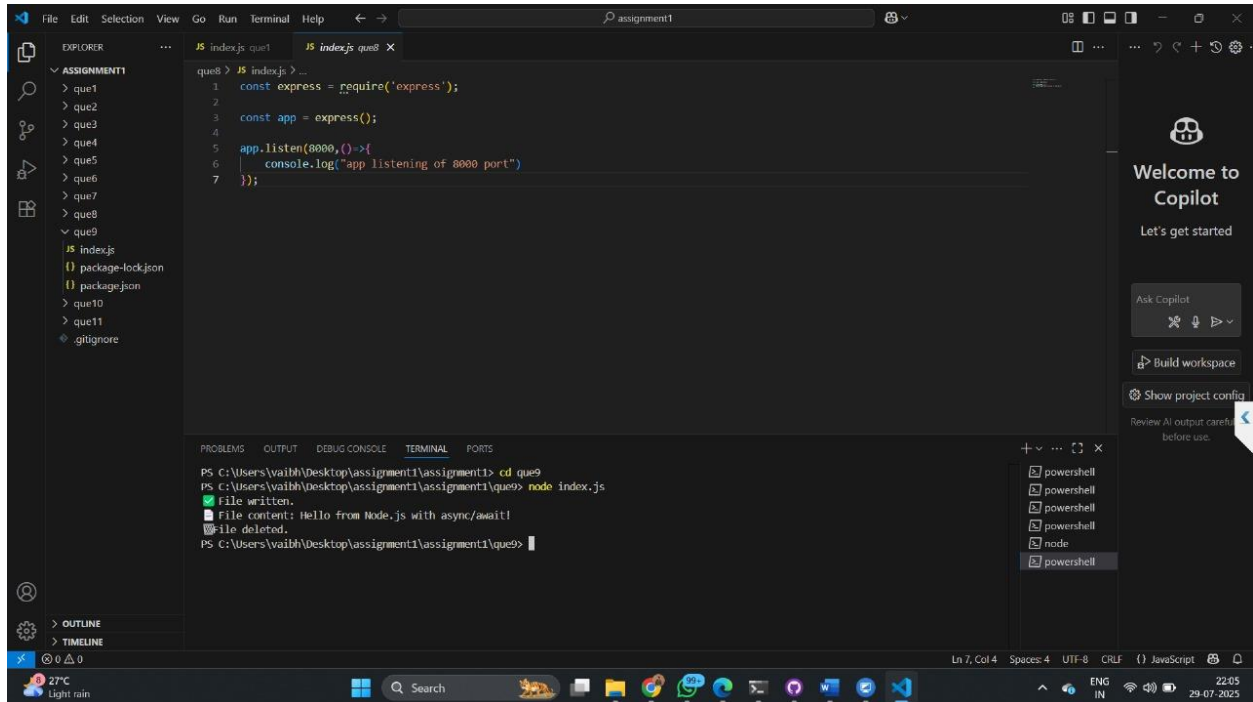 File Edit Selection View Go Run Terminal Help
assignment1
EXPLORER
ASSIGNMENT1
que1
que2
que3
que4
que5
que6
que7
que8
que9
JS index.js
{} package-lock.json
{} package.json
que10
que11
.gitignore
OUTLINE
TIMELINE
JS index.js que1 JS index.js que8
que8 > JS index.js > ...
1 const express = require('express');
2
3 const app = express();
4
5 app.listen(8000,()=>{
6 console.log("app listening of 8000 port")
7 });
PROBLEMS OUTPUT DEBUG CONSOLE TERMINAL PORTS
PS C:\Users\vaibh\Desktop\assignment1\assignment1> cd que9
PS C:\Users\vaibh\Desktop\assignment1\assignment1\que9> node index.js
✅ File written.
📄 File content: Hello from Node.js with async/await!
File deleted.
PS C:\Users\vaibh\Desktop\assignment1\assignment1\que9>
powershell
powershell
powershell
powershell
node
powershell
Welcome to
Copilot
Let's get started
Ask Copilot
Build workspace
Show project config
Review AI output
before use.
0 0
Ln 7, Col 4 Spaces: 4 UTF-8 CRLF {} JavaScript
8
27°C
Light rain
Search
99+
ENG
IN
22:05
29-07-2025